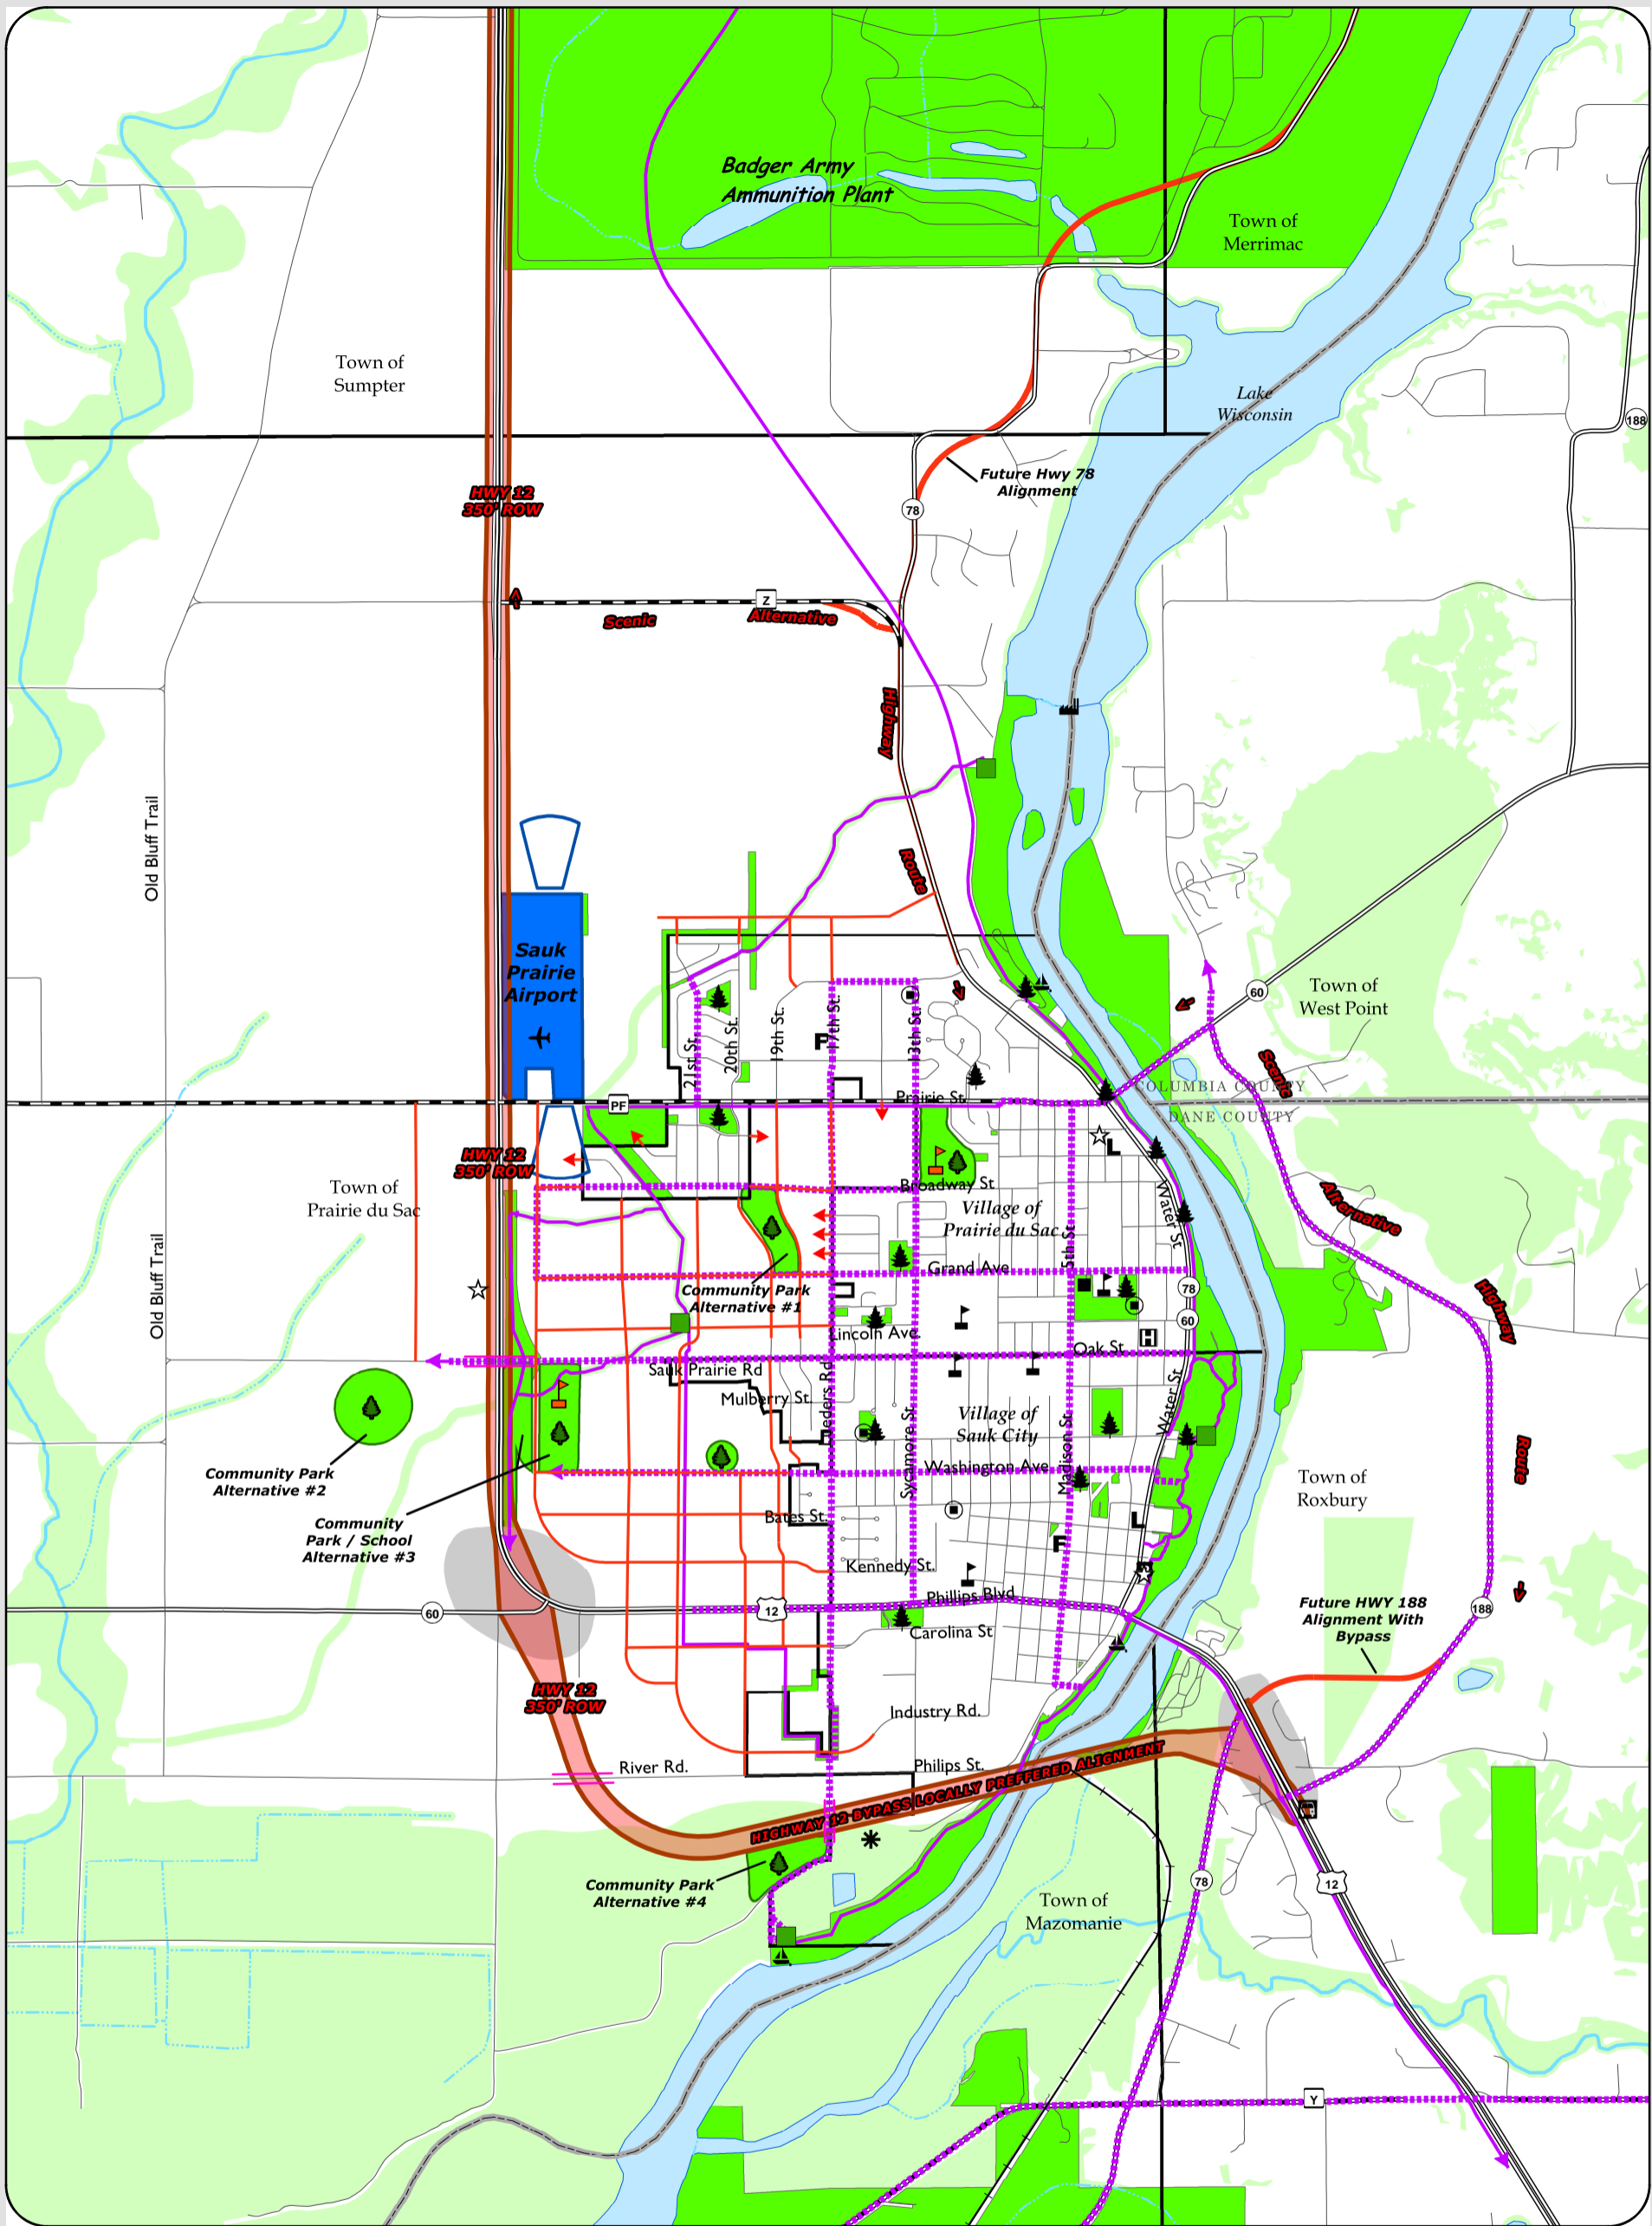 Badger Army
Ammunition Plant
Town of
Merrimac
Town of
Sumpter
Lake
Wisconsin
188
HWY 12
350' ROW
Future Hwy 78
Alignment
78
Z
Scenic
Alternative
Highway
Route
Old Bluff Trail
Sauk
Prairie
Airport
Town of
West Point
60
21st St.
20th St.
19th St.
17th St.
13th St.
F
Scenic
COLUMBIA COUNTY
DANE COUNTY
PF
Prairie St.
L
HWY 12
350' ROW
Town of
Prairie du Sac
Broadway St
Village of
Prairie du Sac
Water St
Alternative
Old Bluff Trail
5th St
Grand Ave
Community Park
Alternative #1
78
60
Highway
Lincoln Ave.
H
Oak St
Sauk Prairie Rd
Mulberry St.
Lueders Rd
Village of
Sauk City
Water St
Sycamore St
Madison St
Route
Community Park
Alternative #2
Washington Ave
Town of
Roxbury
Community
Park / School
Alternative #3
Bates St.
L
F
Kennedy St.
Phillips Blvd
60
12
Carolina St
Future HWY 188
Alignment With
Bypass
188
HWY 12
350' ROW
Industry Rd.
River Rd.
Philips St.
HIGHWAY 12 BYPASS LOCALLY PREFFERED ALIGNMENT
Community Park
Alternative #4
78
12
Town of
Mazomanie
Y